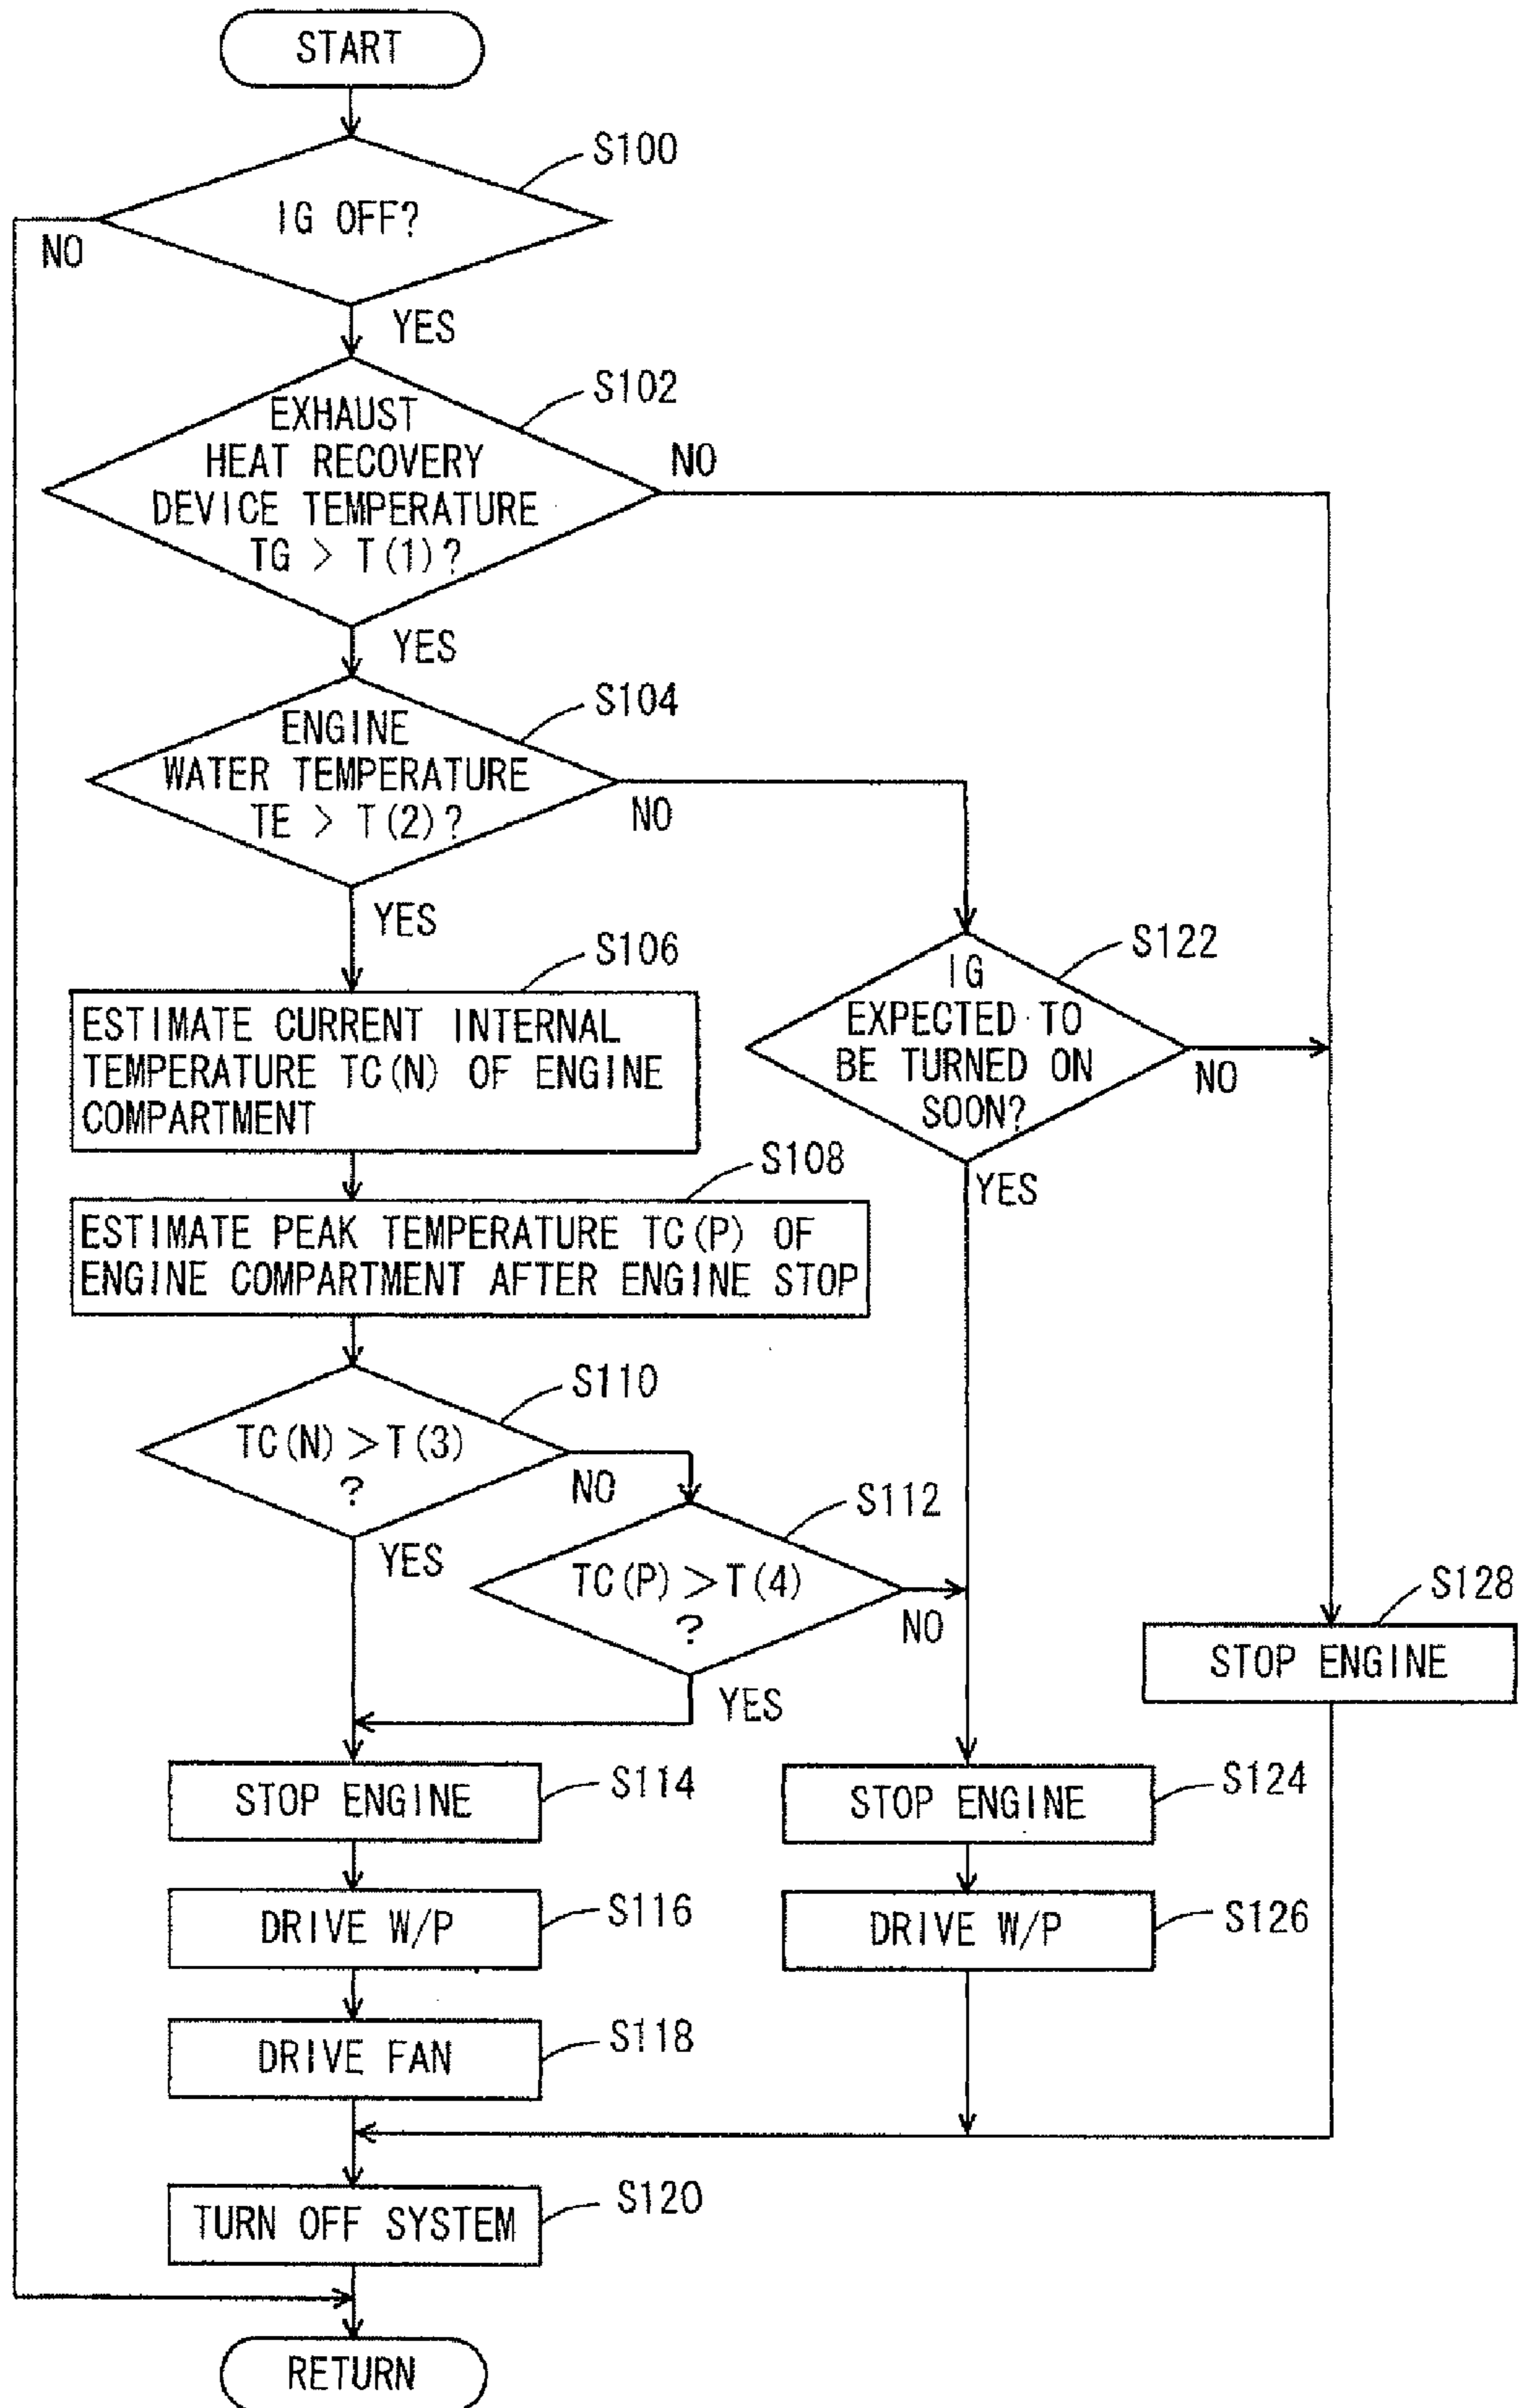 START
S100
IG OFF?
NO
YES
S102
EXHAUST
HEAT RECOVERY
DEVICE TEMPERATURE
TG > T(1)?
NO
YES
S104
ENGINE
WATER TEMPERATURE
TE > T(2)?
NO
YES
S106
ESTIMATE CURRENT INTERNAL
TEMPERATURE TC(N) OF ENGINE
COMPARTMENT
S122
IG
EXPECTED TO
BE TURNED ON
SOON?
NO
YES
S108
ESTIMATE PEAK TEMPERATURE TC(P) OF
ENGINE COMPARTMENT AFTER ENGINE STOP
S110
TC(N) > T(3)
?
NO
YES
S112
TC(P) > T(4)
?
NO
YES
S128
STOP ENGINE
STOP ENGINE
S114
STOP ENGINE
S124
DRIVE W/P
S116
DRIVE W/P
S126
DRIVE FAN
S118
TURN OFF SYSTEM
S120
RETURN